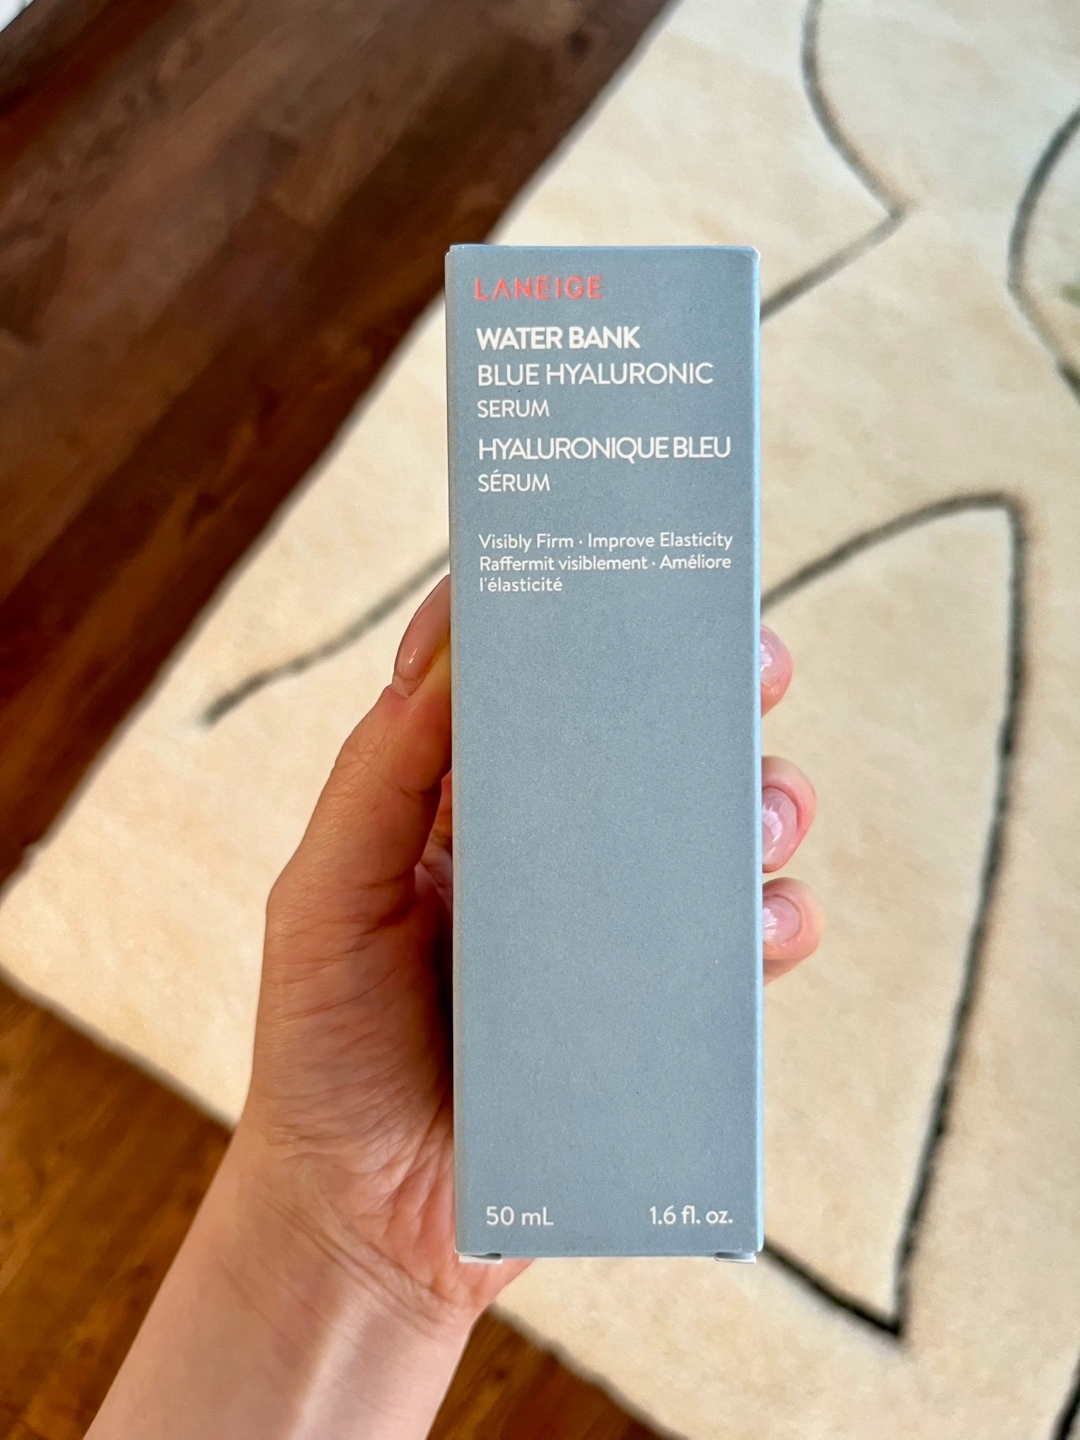 LANEIGE
WATER BANK
BLUE HYALURONIC
SERUM
HYALURONIQUE BLEU
SÉRUM
Visibly Firm · Improve Elasticity
Raffermit visiblement · Améliore
l'élasticité
50 mL 1.6 fl. oz.